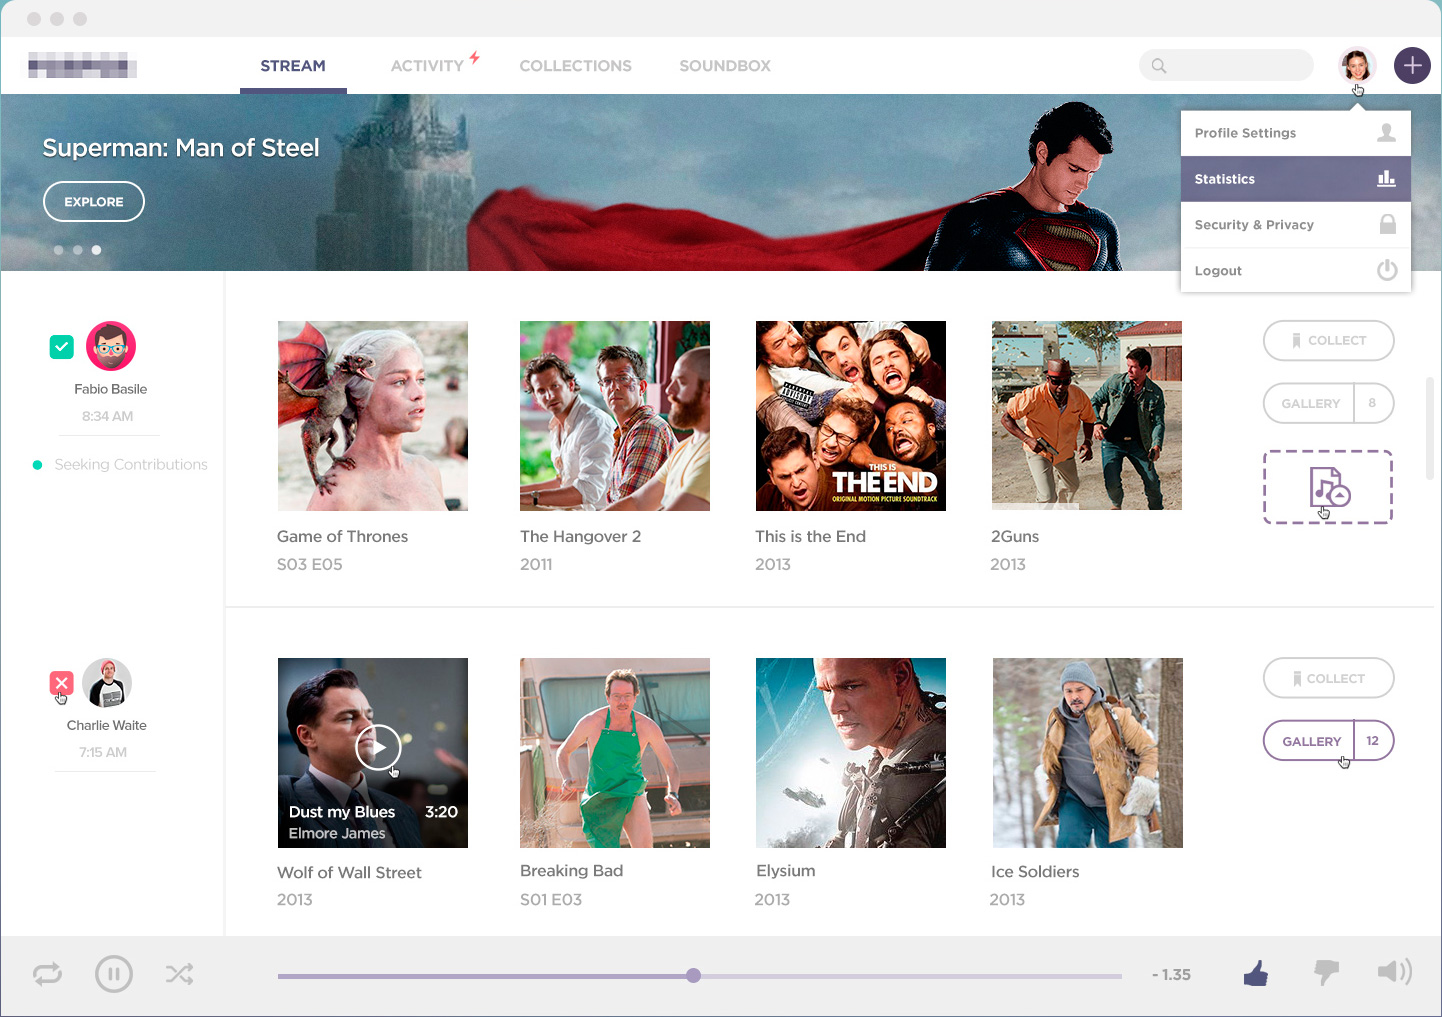 STREAM
ACTIVITY
COLLECTIONS
SOUNDBOX
Superman: Man of Steel
EXPLORE
Profile Settings
Statistics
Security & Privacy
Logout
Fabio Basile
8:34 AM
Seeking Contributions
PARENTAL
ADVISORY
EXPLICIT CONTENT
THIS IS
THE END
ORIGINAL MOTION PICTURE SOUNDTRACK
Game of Thrones
S03 E05
The Hangover 2
2011
This is the End
2013
2Guns
2013
COLLECT
GALLERY 8
Charlie Waite
7:15 AM
Dust my Blues 3:20
Elmore James
Wolf of Wall Street
2013
Breaking Bad
S01 E03
Elysium
2013
Ice Soldiers
2013
COLLECT
GALLERY 12
- 1.35